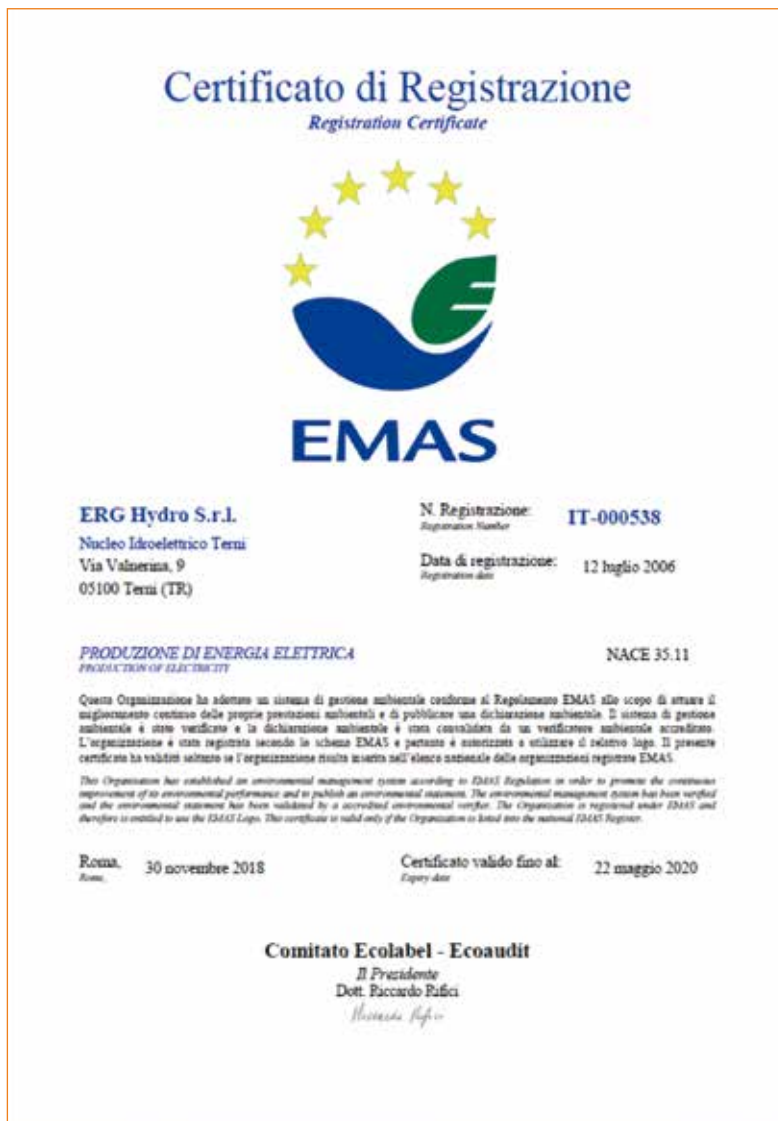 Certificato di Registrazione
Registration Certificate
EMAS
ERG Hydro S.r.l.
Nucleo Idroelettrico Terni
Via Valnerina, 9
05100 Terni (TR)
N. Registrazione: IT-000538
Registration Number
Data di registrazione: 12 luglio 2006
Registration date
PRODUZIONE DI ENERGIA ELETTRICA NACE 35.11
PRODUCTION OF ELECTRICITY
Questa Organizzazione ha adottato un sistema di gestione ambientale conforme al Regolamento EMAS allo scopo di attuare il
miglioramento continuo delle proprie prestazioni ambientali e di pubblicare una dichiarazione ambientale. Il sistema di gestione
ambientale è stato verificato e la dichiarazione ambientale è stata convalidata da un verificatore ambientale accreditato.
L'organizzazione è stata registrata secondo lo schema EMAS e pertanto è autorizzata a utilizzare il relativo logo. Il presente
certificato ha validità soltanto se l'organizzazione risulta inserita nell'elenco nazionale delle organizzazioni registrate EMAS.
This Organisation has established an environmental management system according to EMAS Regulation in order to promote the continuous
improvement of its environmental performance and to publish an environmental statement. The environmental management system has been verified
and the environmental statement has been validated by a accredited environmental verifier. The Organisation is registered under EMAS and
therefore is entitled to use the EMAS Logo. This certificate is valid only if the Organisation is listed into the national EMAS Register.
Roma, 30 novembre 2018
Rome,
Certificato valido fino al: 22 maggio 2020
Expiry date
Comitato Ecolabel - Ecoaudit
Il Presidente
Dott. Riccardo Rifici
Riccardo Rifici